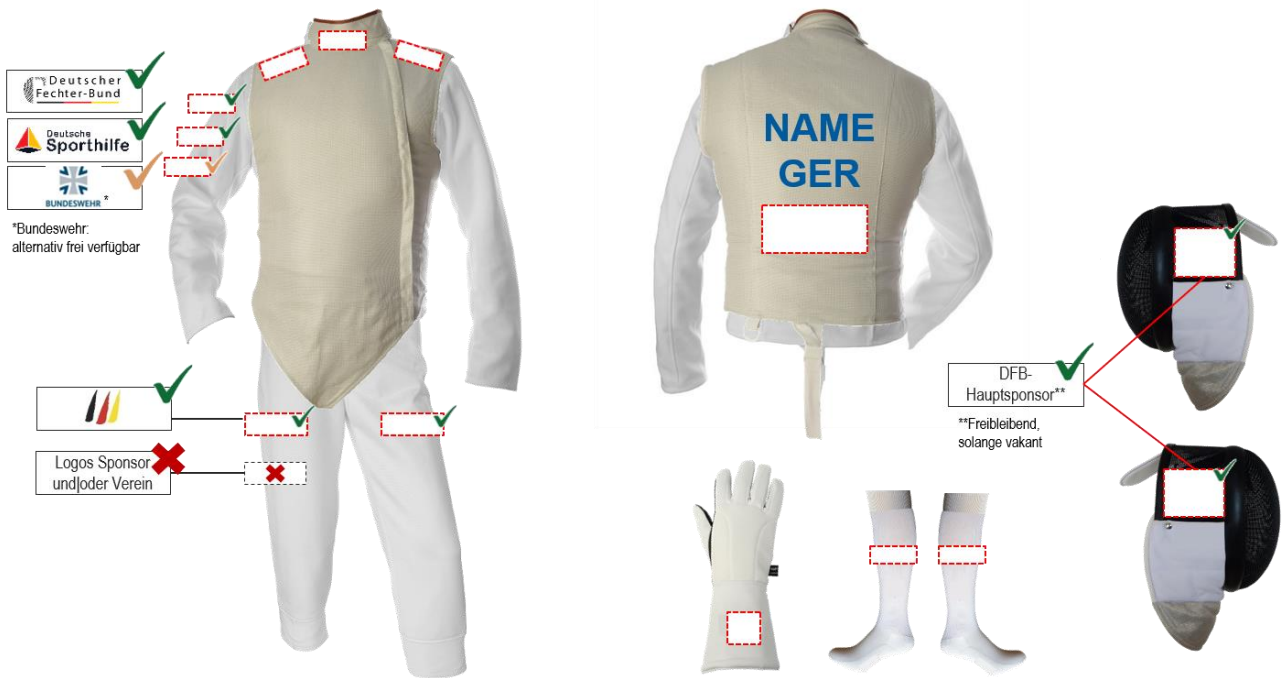 Deutscher
Fechter-Bund
Deutsche
Sporthilfe
BUNDESWEHR *
*Bundeswehr:
alternativ frei verfügbar
Logos Sponsor
und|oder Verein
NAME
GER
DFB-
Hauptsponsor**
**Freibleibend,
solange vakant